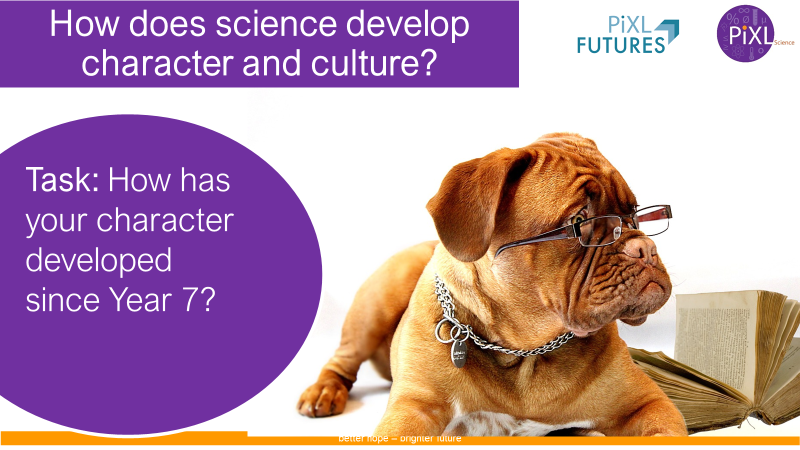 How does science develop
character and culture?
PiXL
FUTURES
PiXL
Science
Task: How has
your character
developed
since Year 7?
better hope – brighter future